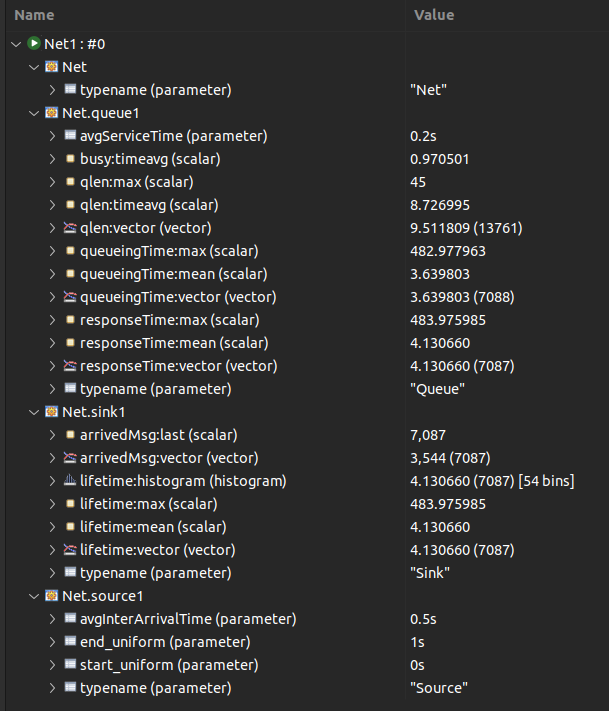 Name Value
Net1 : #0
Net
typename (parameter) "Net"
Net.queue1
avgServiceTime (parameter) 0.2s
busy:timeavg (scalar) 0.970501
qlen:max (scalar) 45
qlen:timeavg (scalar) 8.726995
qlen:vector (vector) 9.511809 (13761)
queueingTime:max (scalar) 482.977963
queueingTime:mean (scalar) 3.639803
queueingTime:vector (vector) 3.639803 (7088)
responseTime:max (scalar) 483.975985
responseTime:mean (scalar) 4.130660
responseTime:vector (vector) 4.130660 (7087)
typename (parameter) "Queue"
Net.sink1
arrivedMsg:last (scalar) 7,087
arrivedMsg:vector (vector) 3,544 (7087)
lifetime:histogram (histogram) 4.130660 (7087) [54 bins]
lifetime:max (scalar) 483.975985
lifetime:mean (scalar) 4.130660
lifetime:vector (vector) 4.130660 (7087)
typename (parameter) "Sink"
Net.source1
avgInterArrivalTime (parameter) 0.5s
end_uniform (parameter) 1s
start_uniform (parameter) 0s
typename (parameter) "Source"